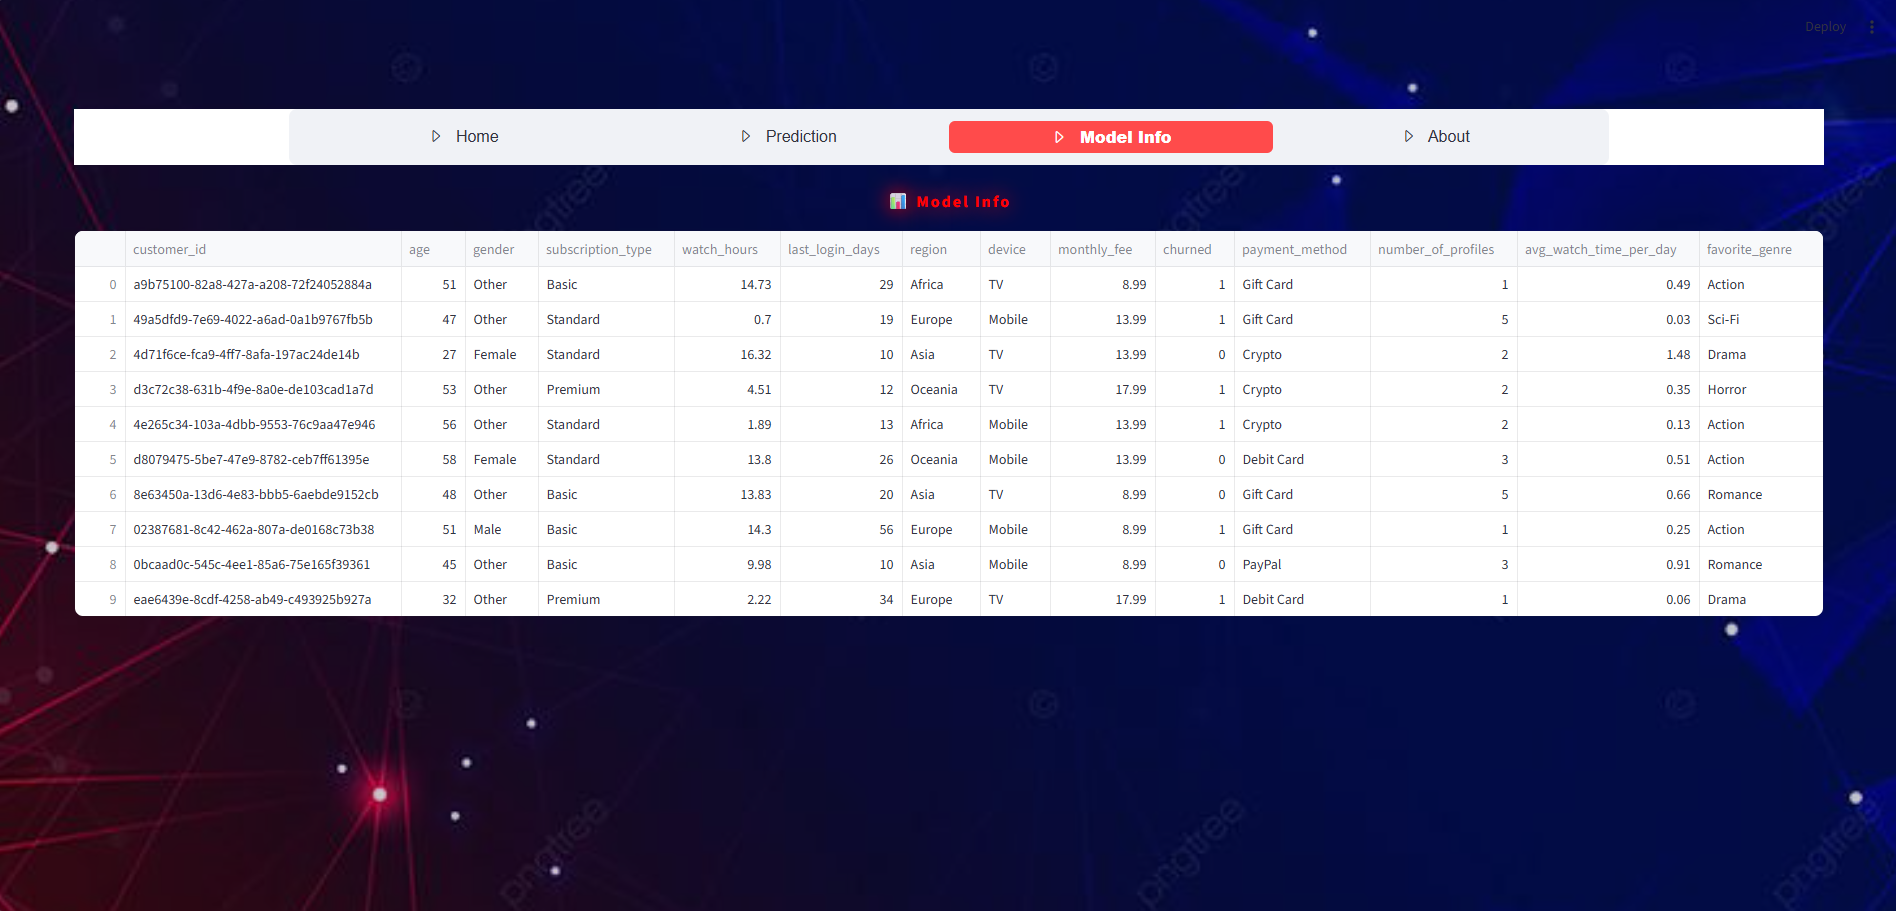 Deploy
Home Prediction Model Info About
Model Info
customer_id age gender subscription_type watch_hours last_login_days region device monthly_fee churned payment_method number_of_profiles avg_watch_time_per_day favorite_genre
0 a9b75100-82a8-427a-a208-72f24052884a 51 Other Basic 14.73 29 Africa TV 8.99 1 Gift Card 1 0.49 Action
1 49a5dfd9-7e69-4022-a6ad-0a1b9767fb5b 47 Other Standard 0.7 19 Europe Mobile 13.99 1 Gift Card 5 0.03 Sci-Fi
2 4d71f6ce-fca9-4ff7-8afa-197ac24de14b 27 Female Standard 16.32 10 Asia TV 13.99 0 Crypto 2 1.48 Drama
3 d3c72c38-631b-4f9e-8a0e-de103cad1a7d 53 Other Premium 4.51 12 Oceania TV 17.99 1 Crypto 2 0.35 Horror
4 4e265c34-103a-4dbb-9553-76c9aa47e946 56 Other Standard 1.89 13 Africa Mobile 13.99 1 Crypto 2 0.13 Action
5 d8079475-5be7-47e9-8782-ceb7ff61395e 58 Female Standard 13.8 26 Oceania Mobile 13.99 0 Debit Card 3 0.51 Action
6 8e63450a-13d6-4e83-bbb5-6aebde9152cb 48 Other Basic 13.83 20 Asia TV 8.99 0 Gift Card 5 0.66 Romance
7 02387681-8c42-462a-807a-de0168c73b38 51 Male Basic 14.3 56 Europe Mobile 8.99 1 Gift Card 1 0.25 Action
8 0bcaad0c-545c-4ee1-85a6-75e165f39361 45 Other Basic 9.98 10 Asia Mobile 8.99 0 PayPal 3 0.91 Romance
9 eae6439e-8cdf-4258-ab49-c493925b927a 32 Other Premium 2.22 34 Europe TV 17.99 1 Debit Card 1 0.06 Drama
pngtree
pngtree
pngtree